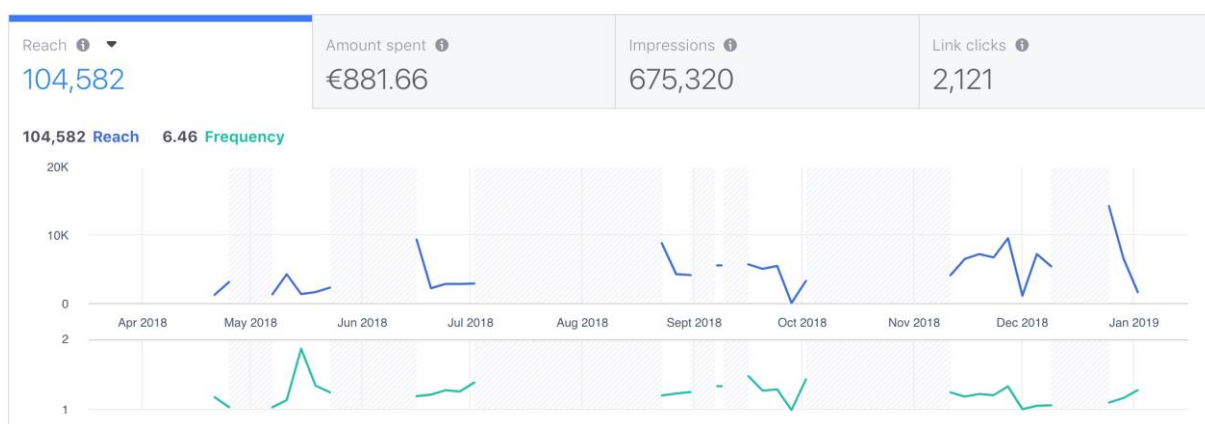 Reach Amount spent Impressions Link clicks
104,582 €881.66 675,320 2,121
104,582 Reach 6.46 Frequency
20K
10K
0
Apr 2018 May 2018 Jun 2018 Jul 2018 Aug 2018 Sept 2018 Oct 2018 Nov 2018 Dec 2018 Jan 2019
2
1